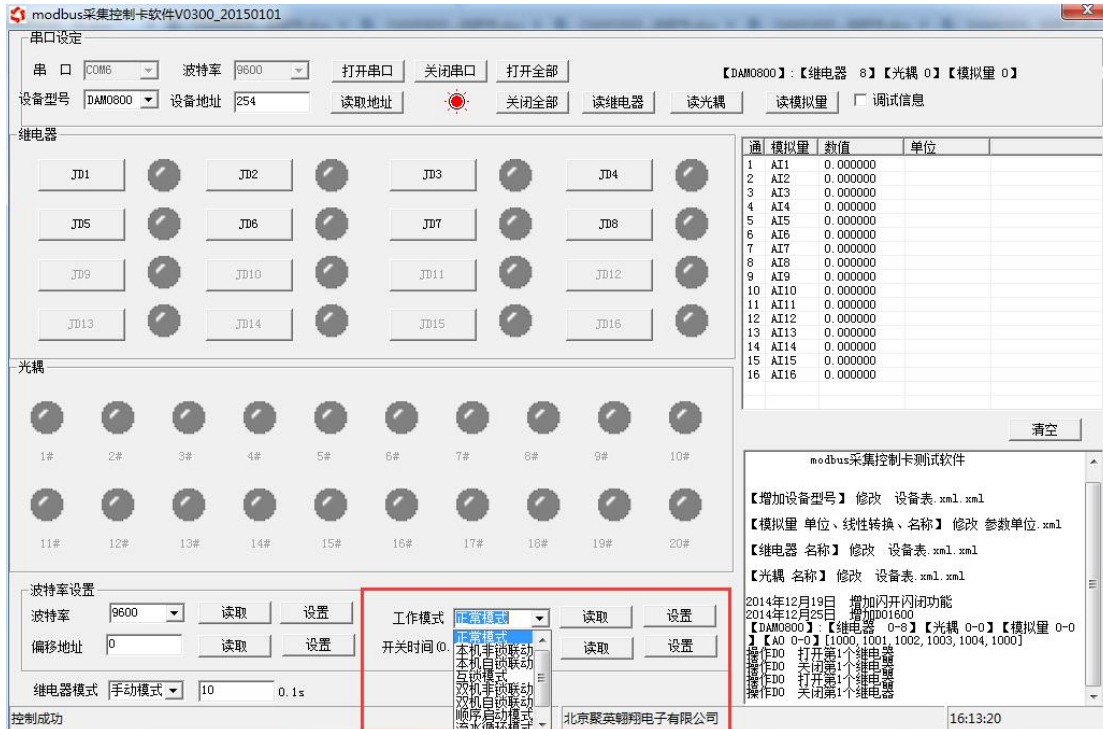 modbus采集控制卡软件V0300_20150101
串口设定
串 口 COM6 波特率 9600 打开串口 关闭串口 打开全部 【DAM0800】:【继电器 8】【光耦 0】【模拟量 0】
设备型号 DAM0800 设备地址 254 读取地址 关闭全部 读继电器 读光耦 读模拟量 调试信息
继电器
JD1 JD2 JD3 JD4
JD5 JD6 JD7 JD8
JD9 JD10 JD11 JD12
JD13 JD14 JD15 JD16
通 模拟量 数值 单位
1 AI1 0.000000
2 AI2 0.000000
3 AI3 0.000000
4 AI4 0.000000
5 AI5 0.000000
6 AI6 0.000000
7 AI7 0.000000
8 AI8 0.000000
9 AI9 0.000000
10 AI10 0.000000
11 AI11 0.000000
12 AI12 0.000000
13 AI13 0.000000
14 AI14 0.000000
15 AI15 0.000000
16 AI16 0.000000
光耦
1# 2# 3# 4# 5# 6# 7# 8# 9# 10#
11# 12# 13# 14# 15# 16# 17# 18# 19# 20#
清空
modbus采集控制卡测试软件
【增加设备型号】 修改 设备表.xml.xml
【模拟量 单位、线性转换、名称】 修改 参数单位.xml
【继电器 名称】 修改 设备表.xml.xml
【光耦 名称】 修改 设备表.xml.xml
2014年12月19日 增加闪开闪闭功能
2014年12月25日 增加DO1600
【DAM0800】:【继电器 0-8】【光耦 0-0】【模拟量 0-0
】【AO 0-0】[1000,1001,1002,1003,1004,1000]
操作DO 打开第1个继电器
操作DO 关闭第1个继电器
操作DO 打开第1个继电器
操作DO 关闭第1个继电器
波特率设置
波特率 9600 读取 设置
偏移地址 0 读取 设置
继电器模式 手动模式 10 0.1s
工作模式 正常模式 读取 设置
开关时间(0. 读取 设置
正常模式
本机非锁联动
本机自锁联动
互锁模式
双机非锁联动
双机自锁联动
顺序启动模式
流水循环模式
控制成功 北京聚英翱翔电子有限公司 16:13:20